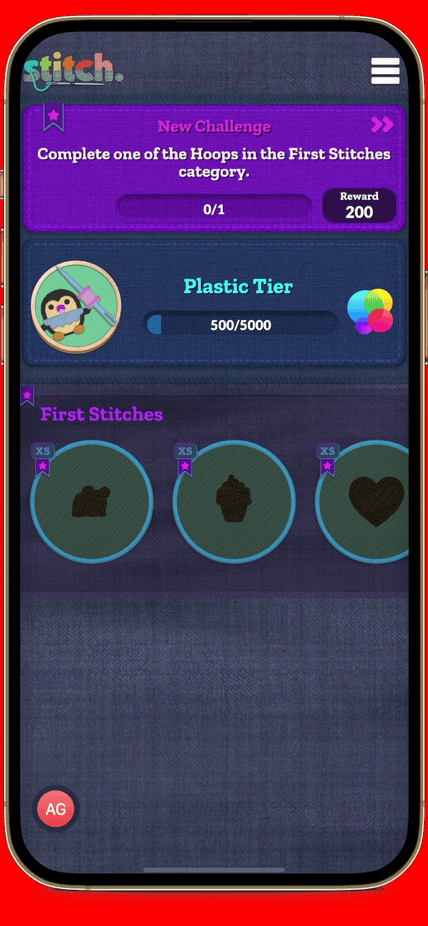 stitch.
New Challenge
Complete one of the Hoops in the First Stitches
category.
0/1
Reward
200
Plastic Tier
500/5000
First Stitches
XS
XS
XS
AG